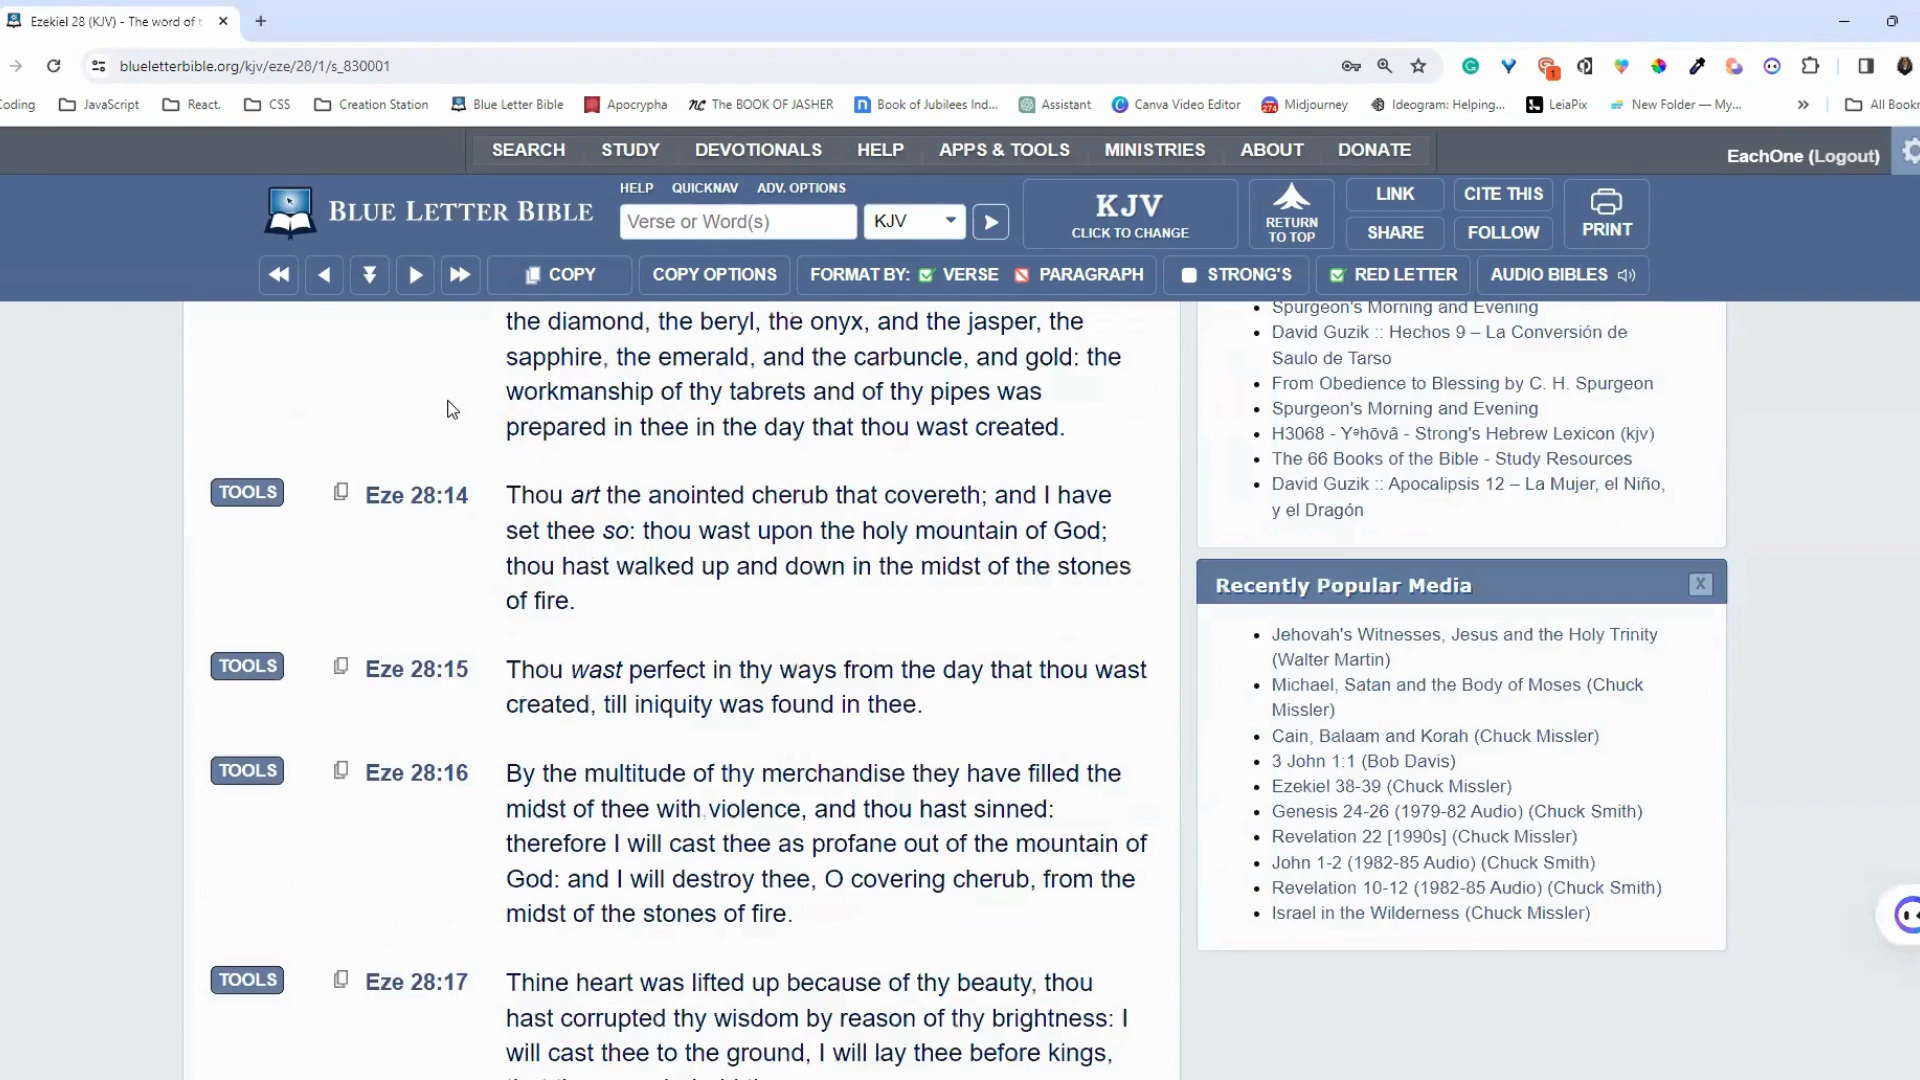 Ezekiel 28 (KJV) - The word of t
blueletterbible.org/kjv/eze/28/1/s_830001
1
Coding JavaScript React. CSS Creation Station Blue Letter Bible Apocrypha The BOOK OF JASHER Book of Jubilees Ind... Assistant Canva Video Editor Midjourney Ideogram: Helping... LeiaPix New Folder — My... » All Bookr
SEARCH STUDY DEVOTIONALS HELP APPS & TOOLS MINISTRIES ABOUT DONATE
EachOne (Logout)
HELP QUICKNAV ADV. OPTIONS
BLUE LETTER BIBLE
Verse or Word(s) KJV
KJV
CLICK TO CHANGE
RETURN
TO TOP
LINK CITE THIS
SHARE FOLLOW
PRINT
COPY COPY OPTIONS FORMAT BY: VERSE PARAGRAPH STRONG'S RED LETTER AUDIO BIBLES
the diamond, the beryl, the onyx, and the jasper, the
sapphire, the emerald, and the carbuncle, and gold: the
workmanship of thy tabrets and of thy pipes was
prepared in thee in the day that thou wast created.
TOOLS Eze 28:14 Thou art the anointed cherub that covereth; and I have
set thee so: thou wast upon the holy mountain of God;
thou hast walked up and down in the midst of the stones
of fire.
TOOLS Eze 28:15 Thou wast perfect in thy ways from the day that thou wast
created, till iniquity was found in thee.
TOOLS Eze 28:16 By the multitude of thy merchandise they have filled the
midst of thee with violence, and thou hast sinned:
therefore I will cast thee as profane out of the mountain of
God: and I will destroy thee, O covering cherub, from the
midst of the stones of fire.
TOOLS Eze 28:17 Thine heart was lifted up because of thy beauty, thou
hast corrupted thy wisdom by reason of thy brightness: I
will cast thee to the ground, I will lay thee before kings,
Spurgeon's Morning and Evening
David Guzik :: Hechos 9 – La Conversión de
Saulo de Tarso
From Obedience to Blessing by C. H. Spurgeon
Spurgeon's Morning and Evening
H3068 - Yᵊhōvâ - Strong's Hebrew Lexicon (kjv)
The 66 Books of the Bible - Study Resources
David Guzik :: Apocalipsis 12 – La Mujer, el Niño,
y el Dragón
Recently Popular Media X
Jehovah's Witnesses, Jesus and the Holy Trinity
(Walter Martin)
Michael, Satan and the Body of Moses (Chuck
Missler)
Cain, Balaam and Korah (Chuck Missler)
3 John 1:1 (Bob Davis)
Ezekiel 38-39 (Chuck Missler)
Genesis 24-26 (1979-82 Audio) (Chuck Smith)
Revelation 22 [1990s] (Chuck Missler)
John 1-2 (1982-85 Audio) (Chuck Smith)
Revelation 10-12 (1982-85 Audio) (Chuck Smith)
Israel in the Wilderness (Chuck Missler)